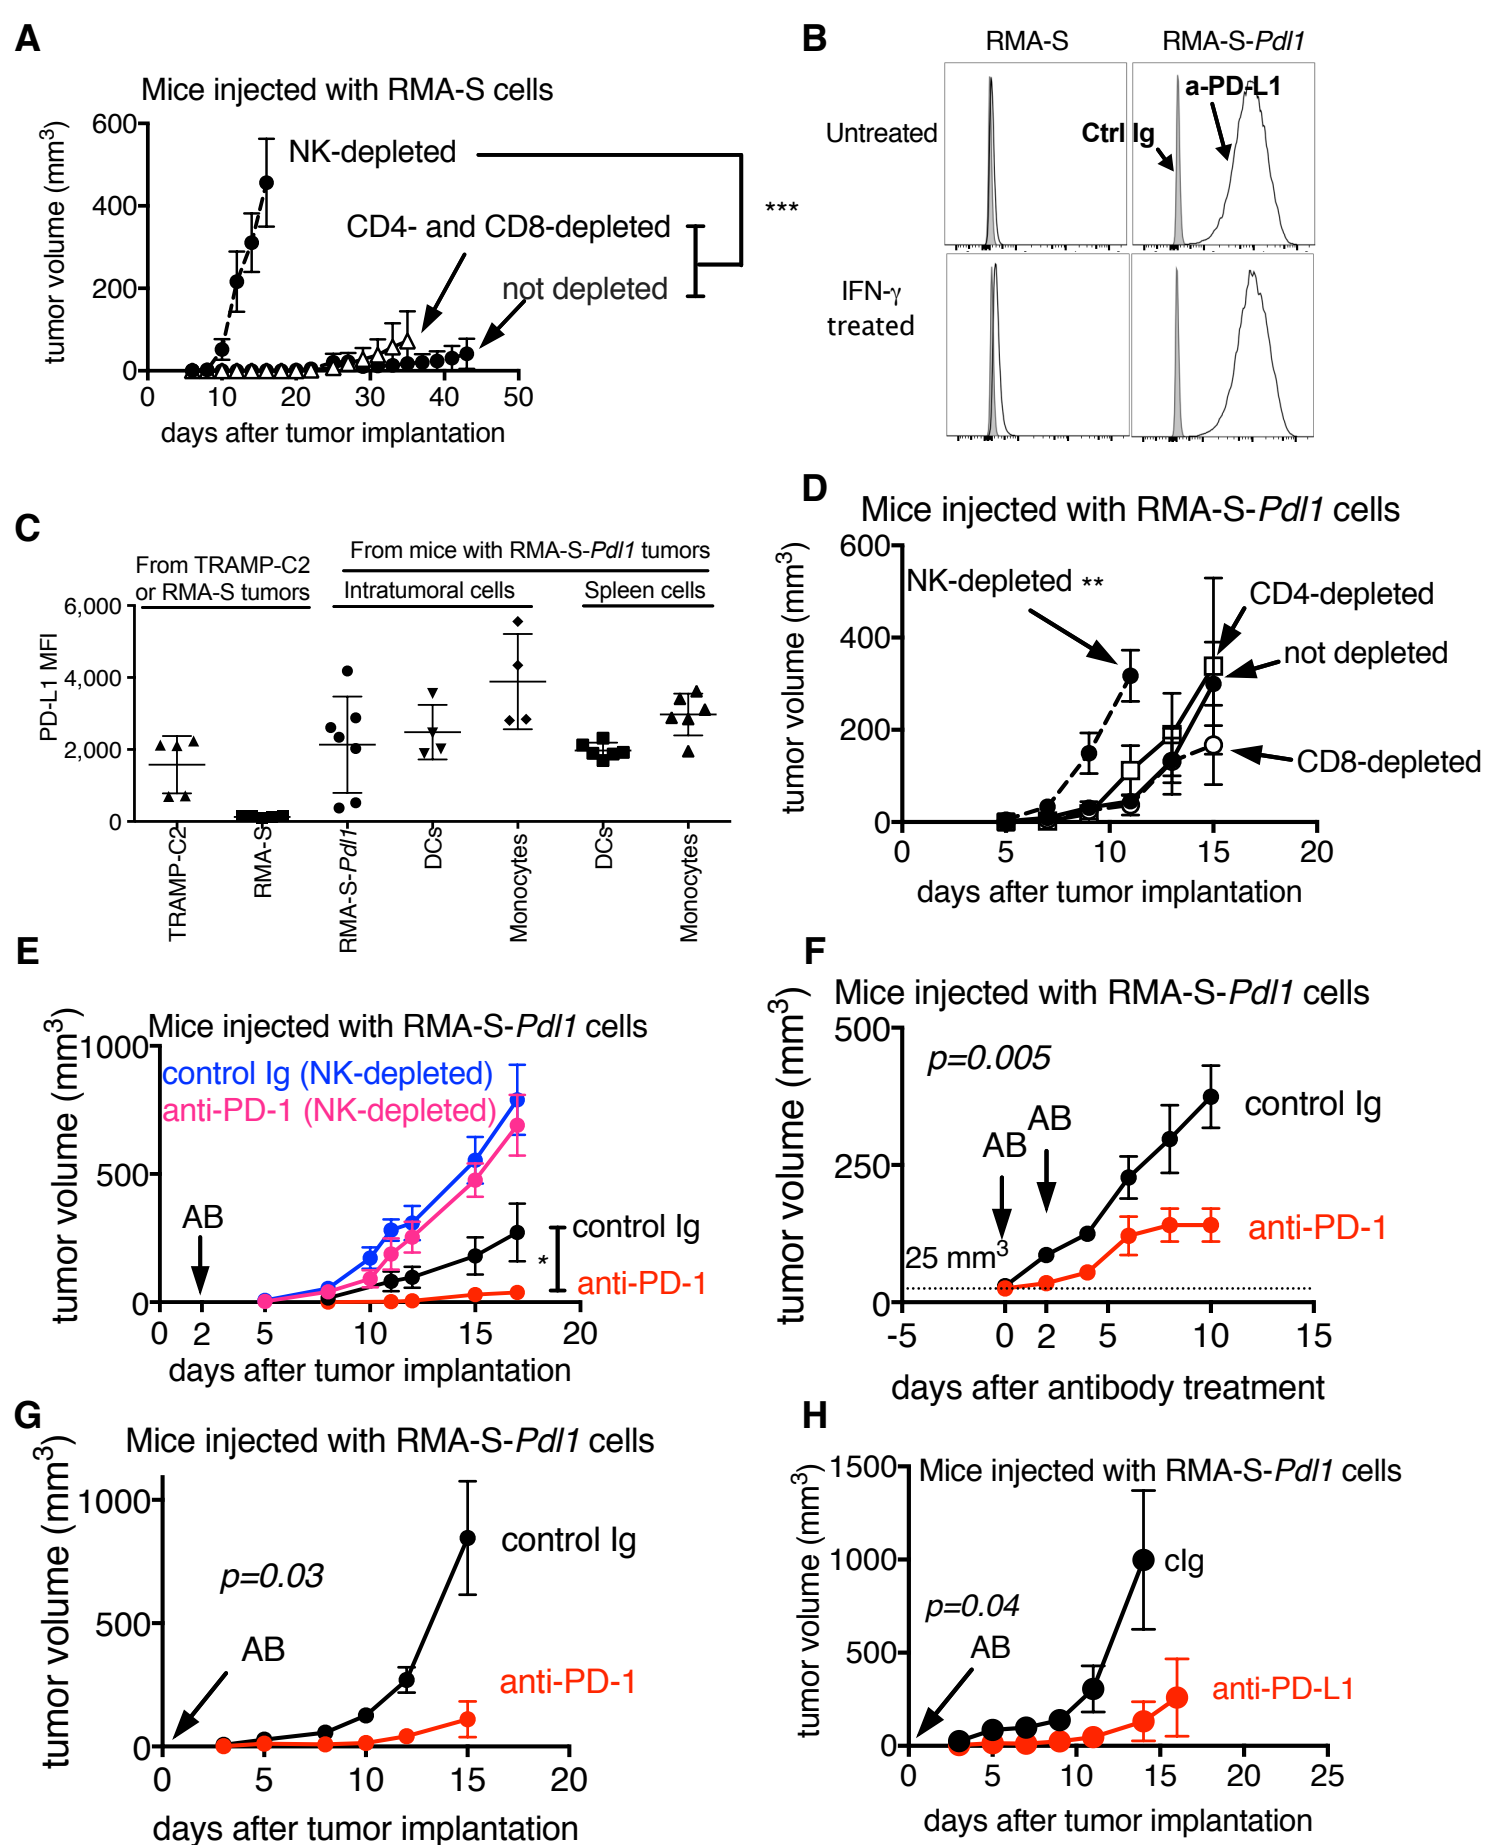 A
Mice injected with RMA-S cells
tumor volume (mm3)
600
400
200
0
NK-depleted
CD4- and CD8-depleted
not depleted
***
0 10 20 30 40 50
days after tumor implantation
B
RMA-S RMA-S-Pdl1
Untreated
Ctrl Ig
a-PD-L1
IFN-γ
treated
C
From TRAMP-C2
or RMA-S tumors
From mice with RMA-S-Pdl1 tumors
Intratumoral cells Spleen cells
PD-L1 MFI
6,000
4,000
2,000
0
TRAMP-C2
RMA-S
RMA-S-Pdl1
DCs
Monocytes
DCs
Monocytes
D
Mice injected with RMA-S-Pdl1 cells
tumor volume (mm3)
600
400
200
0
NK-depleted **
CD4-depleted
not depleted
CD8-depleted
0 5 10 15 20
days after tumor implantation
E
Mice injected with RMA-S-Pdl1 cells
tumor volume (mm3)
1000
500
0
control Ig (NK-depleted)
anti-PD-1 (NK-depleted)
AB
control Ig
*
anti-PD-1
0 2 5 10 15 20
days after tumor implantation
F
Mice injected with RMA-S-Pdl1 cells
tumor volume (mm3)
500
250
0
p=0.005
AB
AB
control Ig
anti-PD-1
25 mm3
-5 0 2 5 10 15
days after antibody treatment
G
Mice injected with RMA-S-Pdl1 cells
tumor volume (mm3)
1000
500
0
control Ig
p=0.03
AB
anti-PD-1
0 5 10 15 20
days after tumor implantation
H
Mice injected with RMA-S-Pdl1 cells
tumor volume (mm3)
1500
1000
500
0
cIg
p=0.04
AB
anti-PD-L1
0 5 10 15 20 25
days after tumor implantation